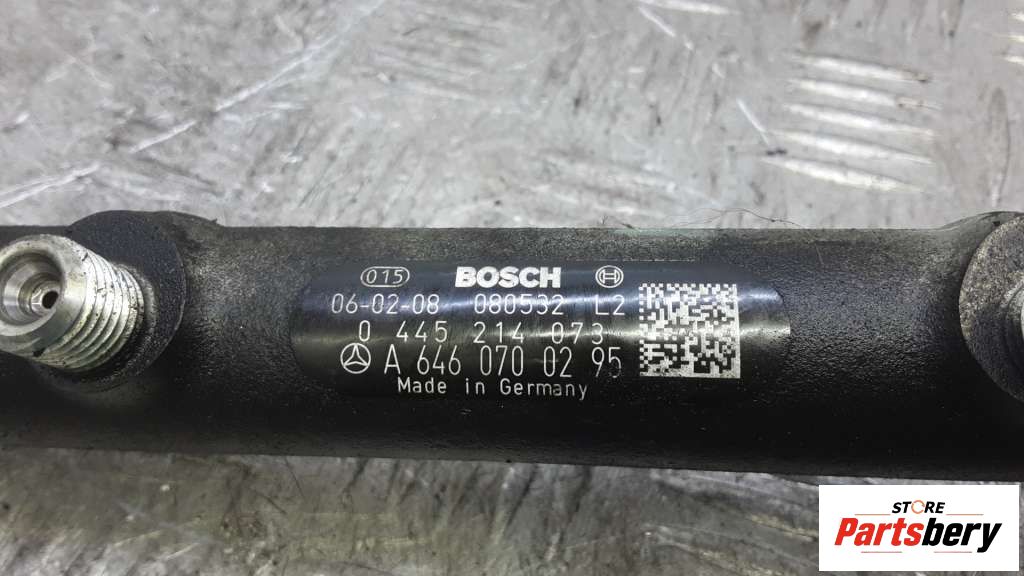 015 BOSCH
06-02-08 080532 L2
0 445 214 073
A 646 070 02 95
Made in Germany
STORE
Partsbery